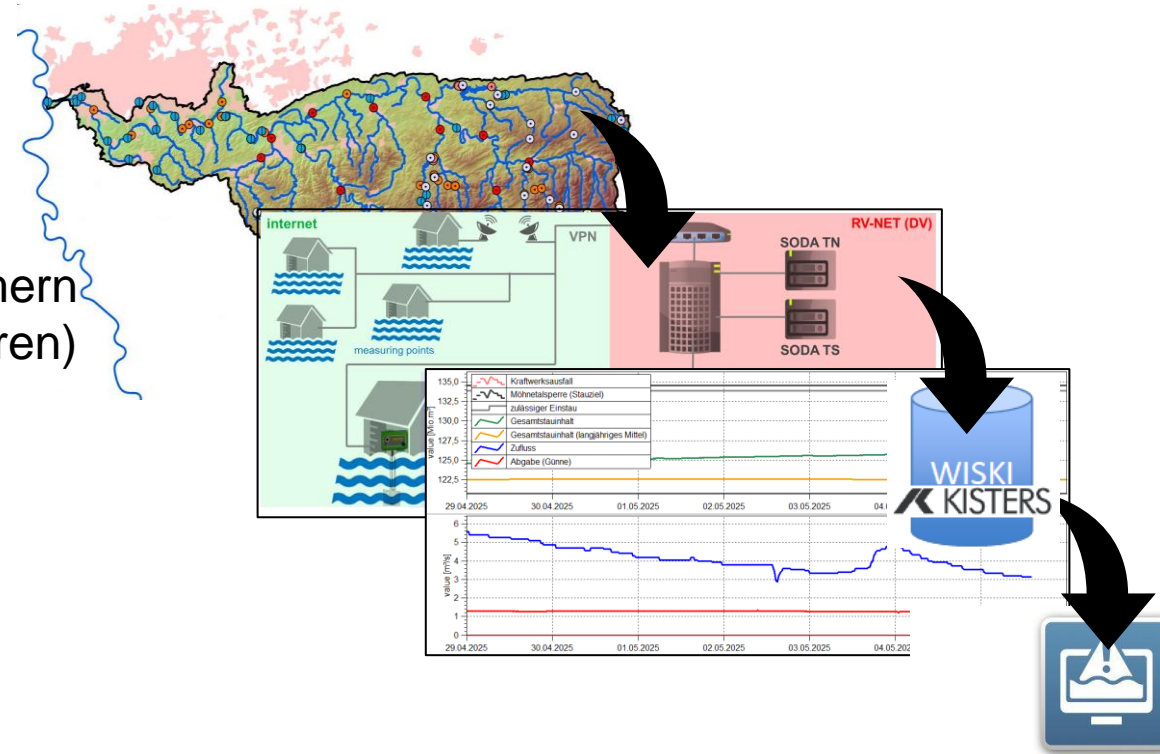 nern
ren)
internet
VPN
RV-NET (DV)
SODA TN
SODA TS
measuring points
135,0
132,5
130,0
127,5
125,0
122,5
value [Mio.m³]
Kraftwerksausfall
Möhnetalsperre (Stauziel)
zulässiger Einstau
Gesamtstauinhalt
Gesamtstauinhalt (langjähriges Mittel)
Zufluss
Abgabe (Günne)
29.04.2025 30.04.2025 01.05.2025 02.05.2025 03.05.2025 04.
WISKI
KISTERS
6
5
4
3
2
1
0
value [m³/s]
29.04.2025 30.04.2025 01.05.2025 02.05.2025 03.05.2025 04.05.202